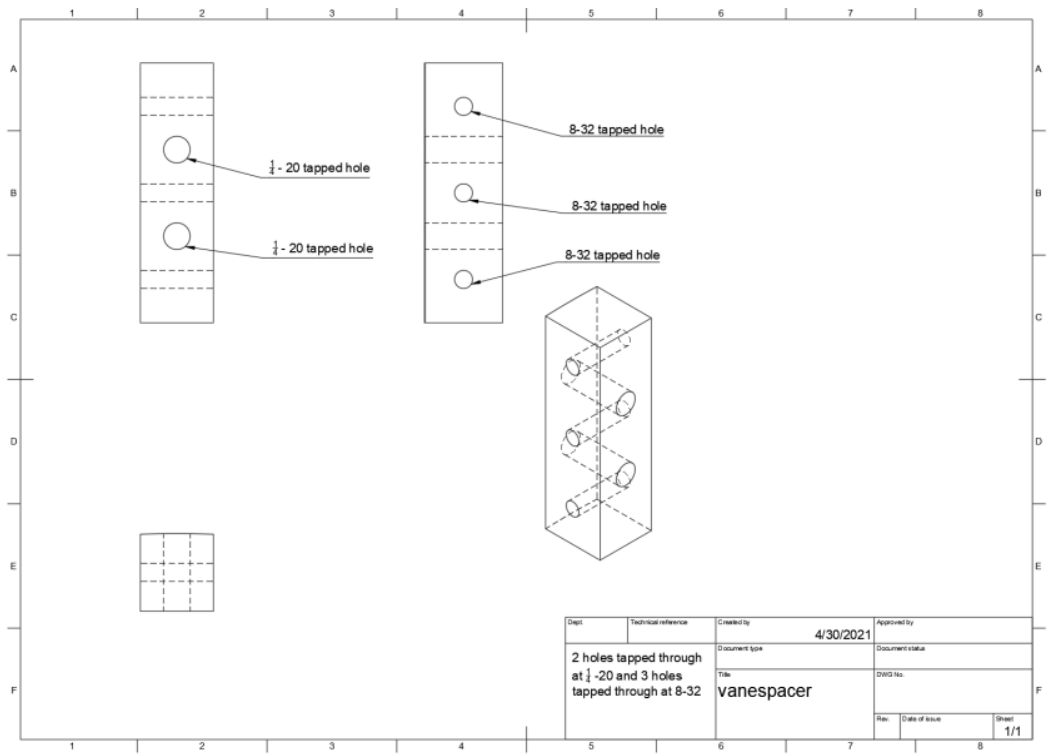 1 2 3 4 5 6 7 8
A A
8-32 tapped hole
1/4 - 20 tapped hole
B B
8-32 tapped hole
1/4 - 20 tapped hole
8-32 tapped hole
C C
D D
E E
Dept. Technical reference Created by Approved by
4/30/2021
Document type Document status
2 holes tapped through
at 1/4 -20 and 3 holes
tapped through at 8-32
Title DWG No.
vanespacer
F F
Rev. Date of issue Sheet
1/1
1 2 3 4 5 6 7 8